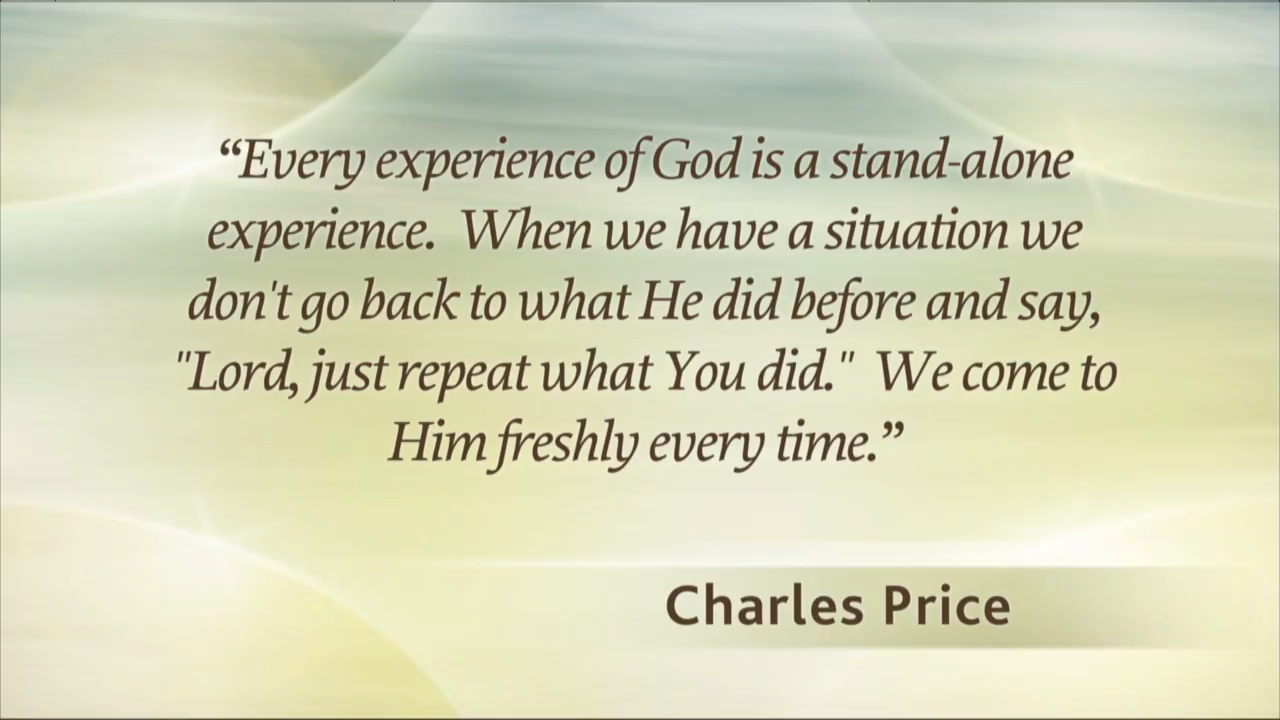 “Every experience of God is a stand-alone
experience.  When we have a situation we
don't go back to what He did before and say,
"Lord, just repeat what You did."  We come to
Him freshly every time.”
Charles Price